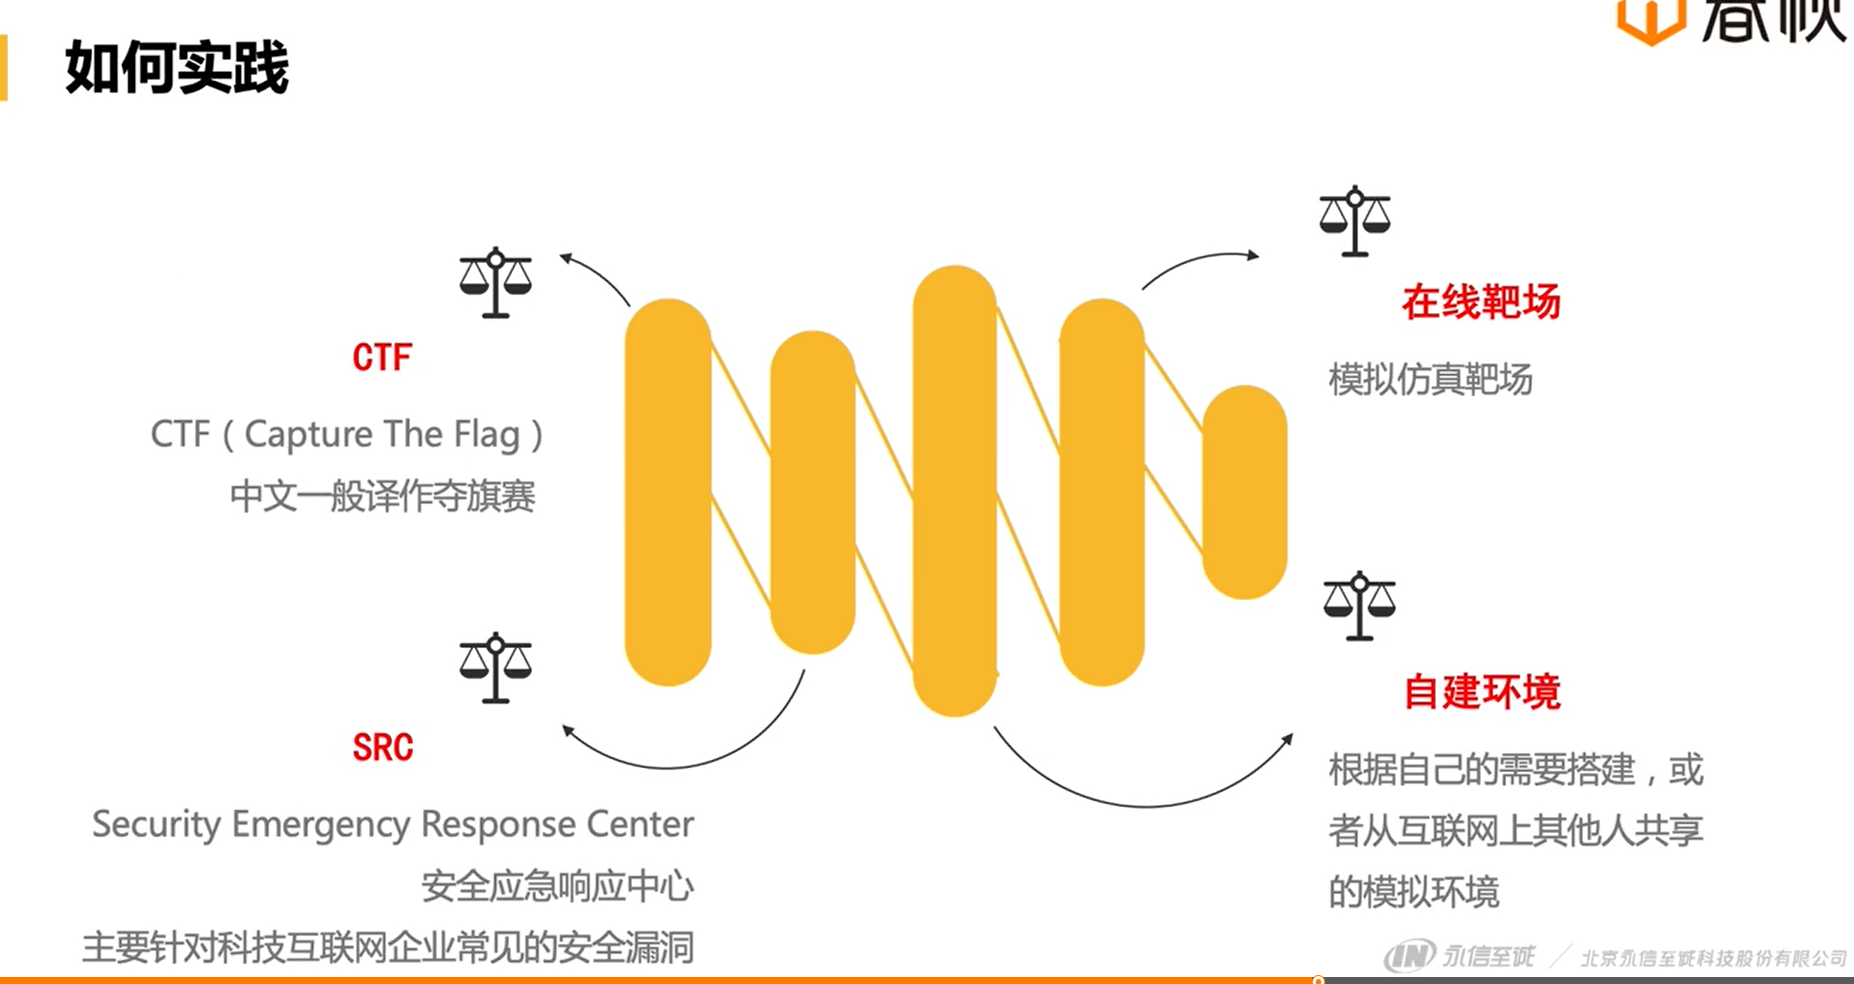 如何实践
春秋
CTF
CTF（Capture The Flag）
中文一般译作夺旗赛
SRC
Security Emergency Response Center
安全应急响应中心
主要针对科技互联网企业常见的安全漏洞
在线靶场
模拟仿真靶场
自建环境
根据自己的需要搭建，或
者从互联网上其他人共享
的模拟环境
永信至诚
北京永信至诚科技股份有限公司